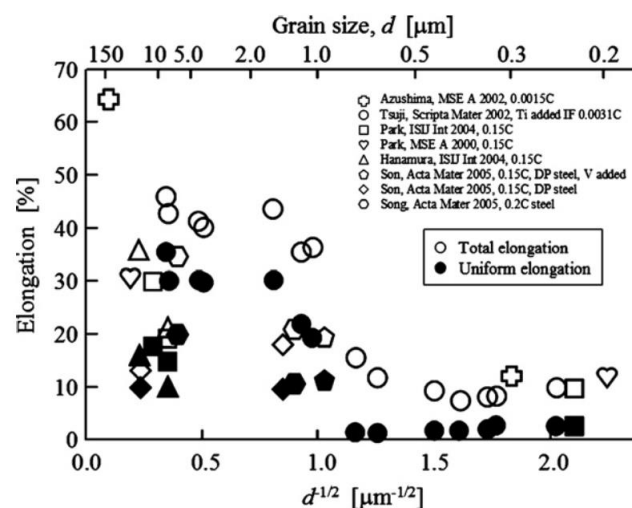 Grain size, d [μm]
150 10 5.0 2.0 1.0 0.5 0.3 0.2
70
60
50
40
30
20
10
0
Elongation [%]
Azushima, MSE A 2002, 0.0015C
Tsuji, Scripta Mater 2002, Ti added IF 0.0031C
Park, ISIJ Int 2004, 0.15C
Park, MSE A 2000, 0.15C
Hanamura, ISIJ Int 2004, 0.15C
Son, Acta Mater 2005, 0.15C, DP steel, V added
Son, Acta Mater 2005, 0.15C, DP steel
Song, Acta Mater 2005, 0.2C steel
Total elongation
Uniform elongation
0.0 0.5 1.0 1.5 2.0
d-1/2 [μm-1/2]